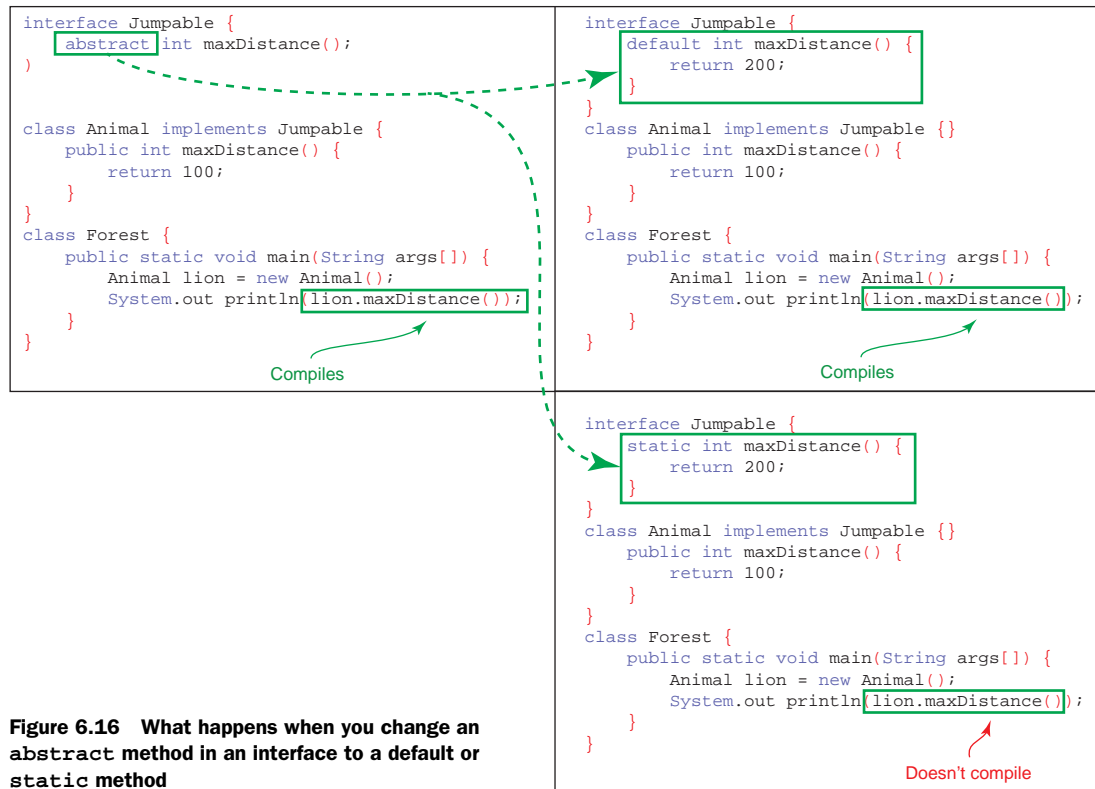 interface Jumpable {
    abstract int maxDistance();
)
class Animal implements Jumpable {
    public int maxDistance() {
        return 100;
    }
}
class Forest {
    public static void main(String args[]) {
        Animal lion = new Animal();
        System.out println(lion.maxDistance());
    }
}
Compiles
interface Jumpable {
    default int maxDistance() {
        return 200;
    }
}
class Animal implements Jumpable {}
    public int maxDistance() {
        return 100;
    }
}
class Forest {
    public static void main(String args[]) {
        Animal lion = new Animal();
        System.out println(lion.maxDistance());
    }
}
Compiles
interface Jumpable {
    static int maxDistance() {
        return 200;
    }
}
class Animal implements Jumpable {}
    public int maxDistance() {
        return 100;
    }
}
class Forest {
    public static void main(String args[]) {
        Animal lion = new Animal();
        System.out println(lion.maxDistance());
    }
}
Doesn't compile
Figure 6.16 What happens when you change an
abstract method in an interface to a default or
static method